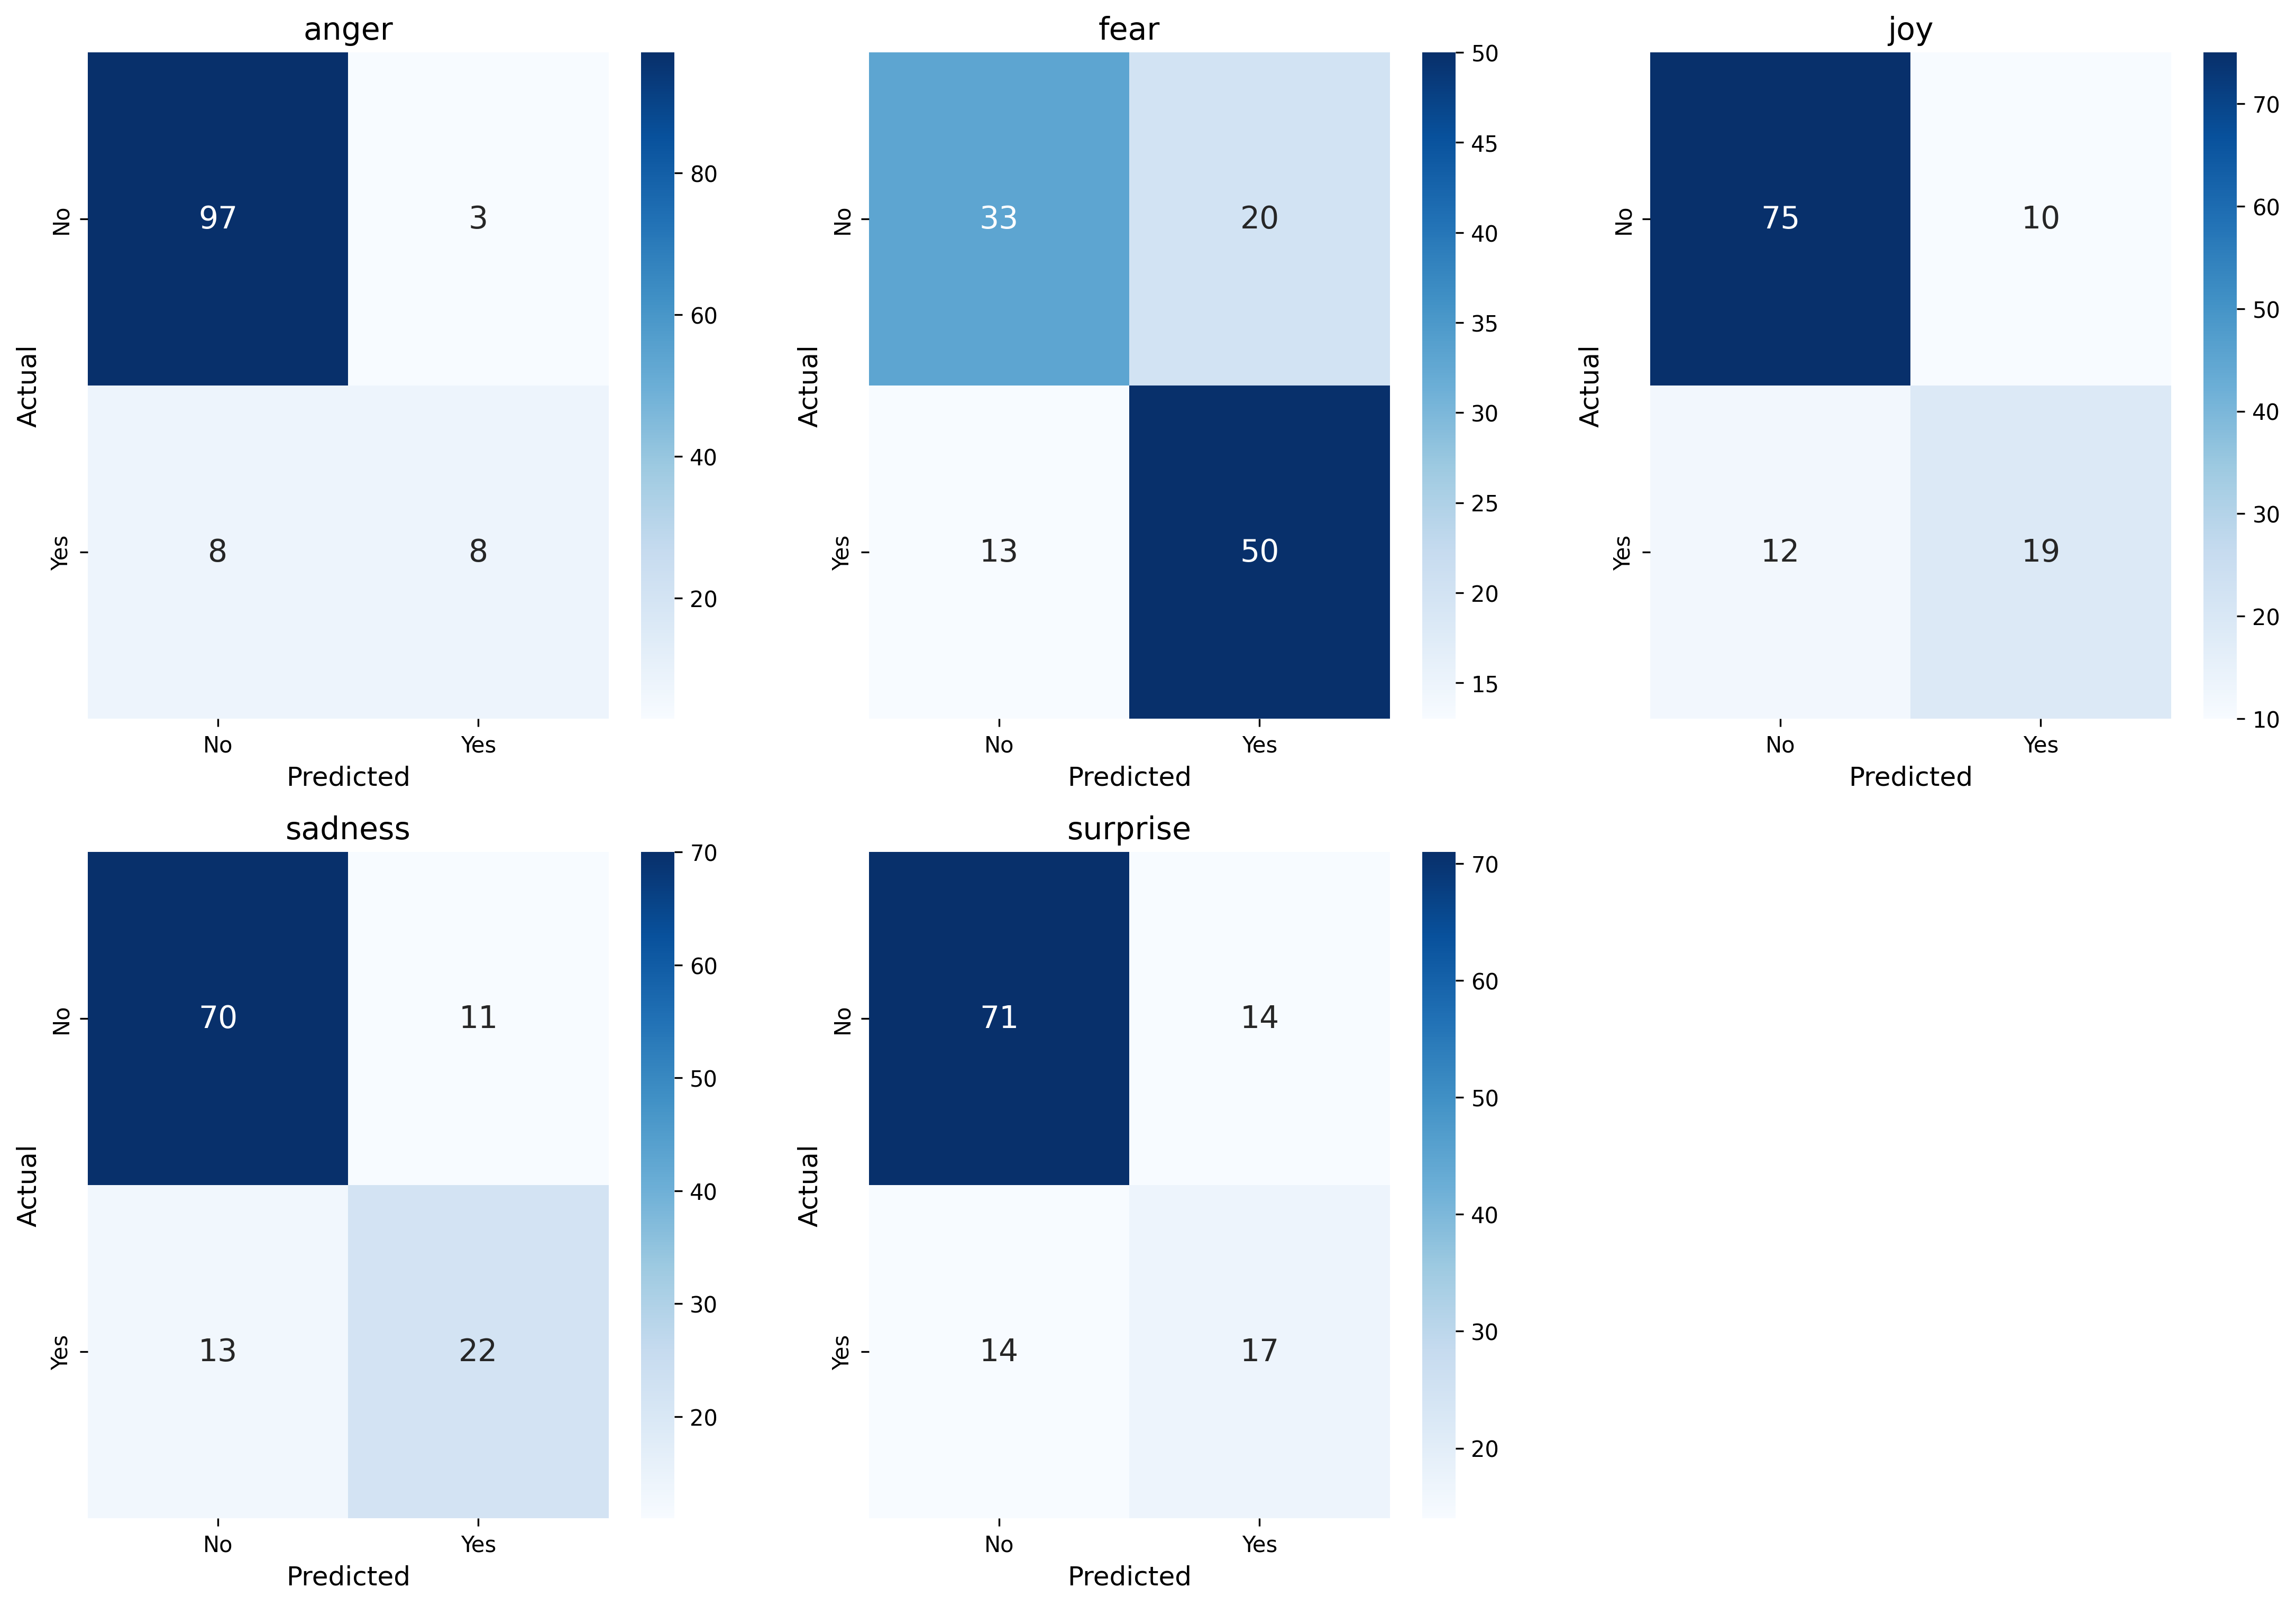 anger
97
3
8
8
No
Yes
Actual
No
Yes
Predicted
80
60
40
20
fear
33
20
13
50
No
Yes
Actual
No
Yes
Predicted
50
45
40
35
30
25
20
15
joy
75
10
12
19
No
Yes
Actual
No
Yes
Predicted
70
60
50
40
30
20
10
sadness
70
11
13
22
No
Yes
Actual
No
Yes
Predicted
70
60
50
40
30
20
surprise
71
14
14
17
No
Yes
Actual
No
Yes
Predicted
70
60
50
40
30
20